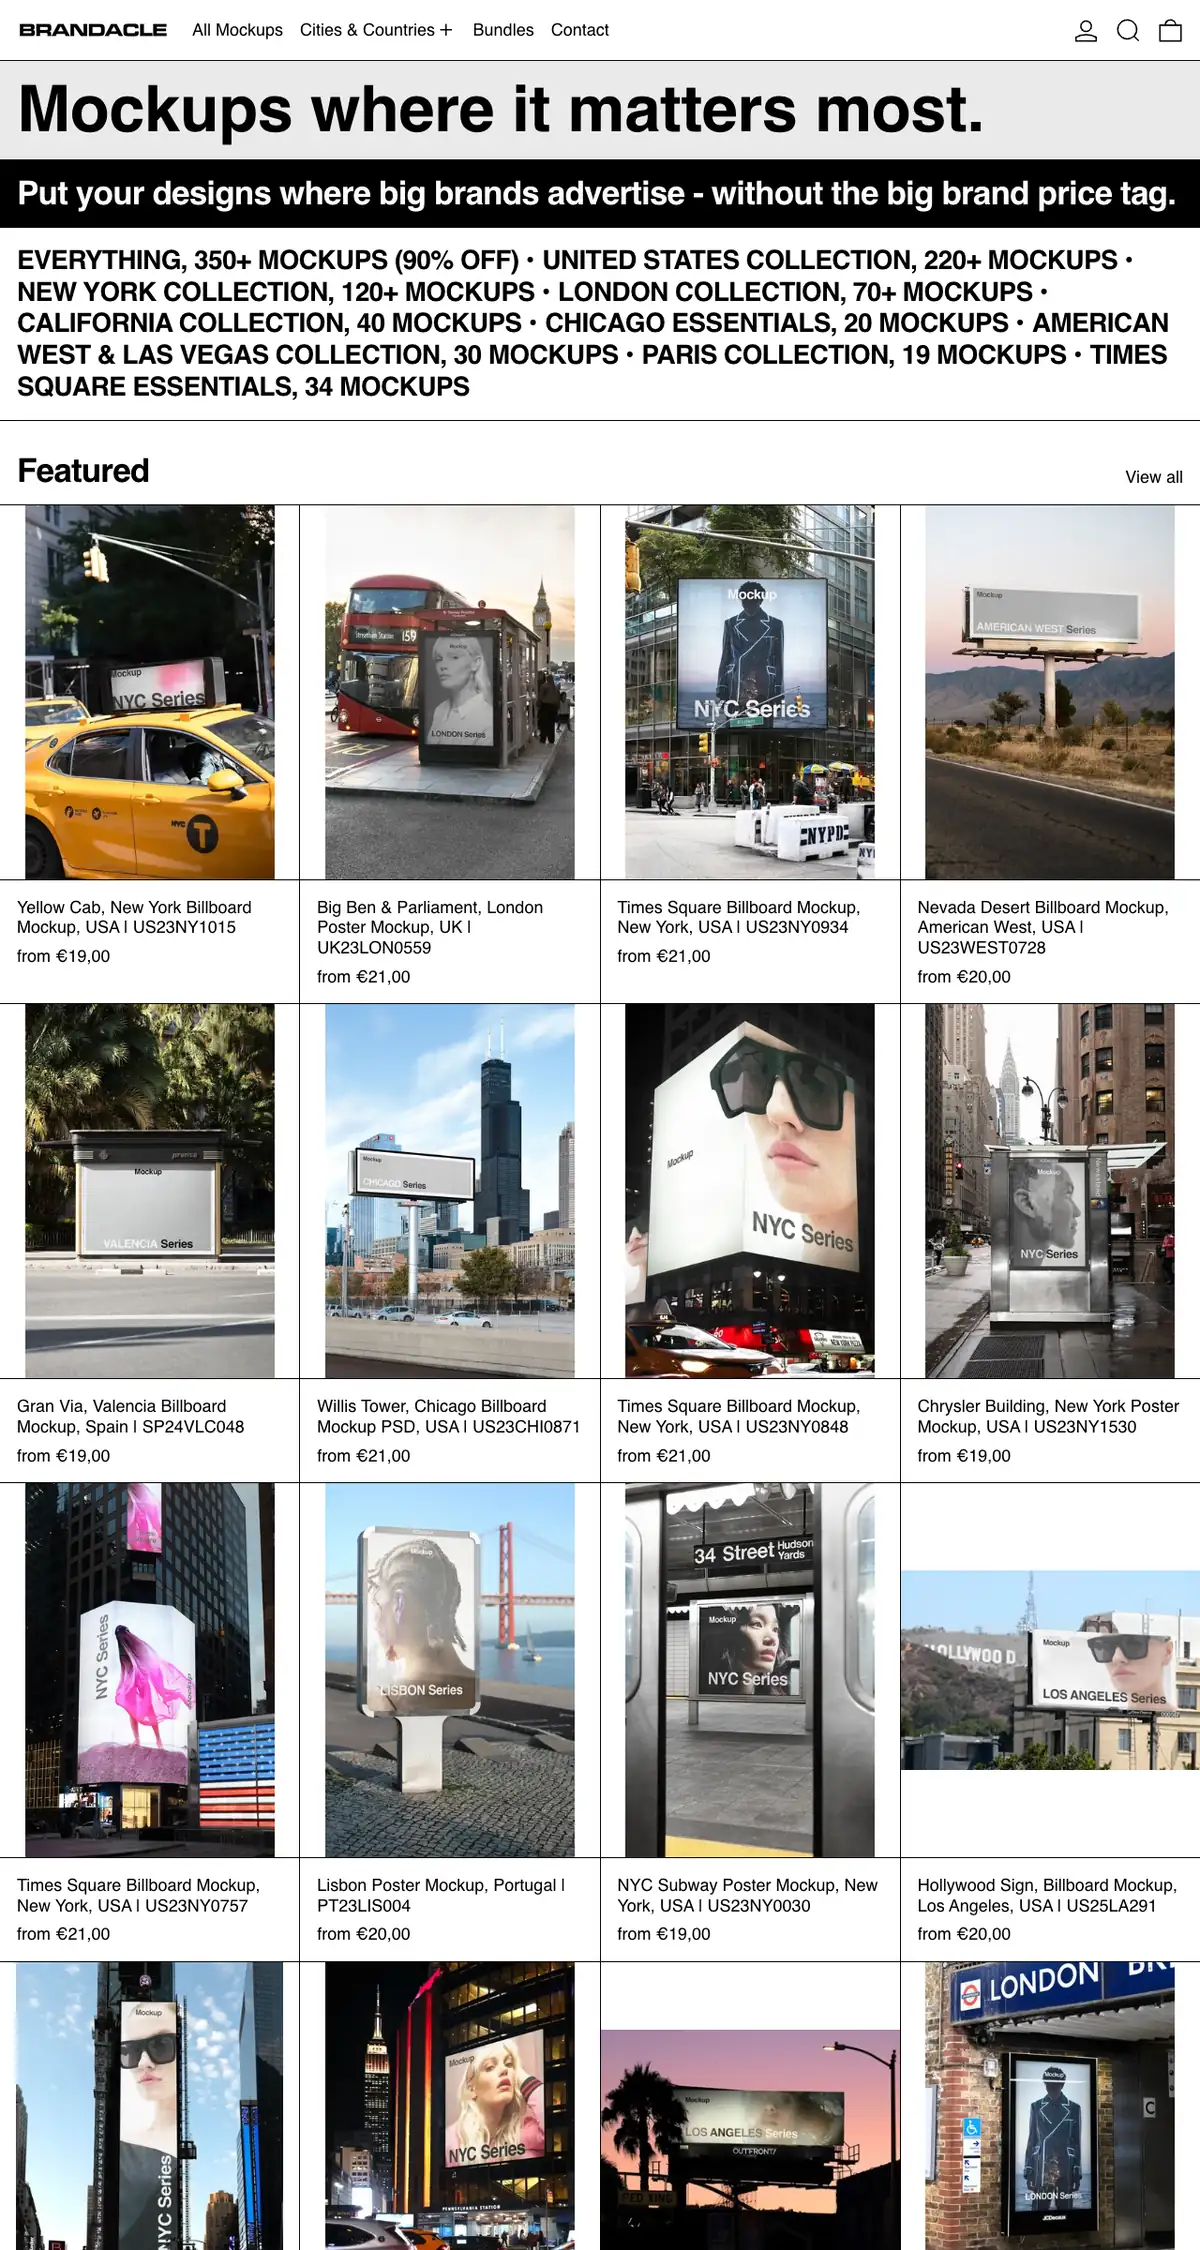 BRANDACLE All Mockups Cities & Countries + Bundles Contact
Mockups where it matters most.
Put your designs where big brands advertise - without the big brand price tag.
EVERYTHING, 350+ MOCKUPS (90% OFF) • UNITED STATES COLLECTION, 220+ MOCKUPS •
NEW YORK COLLECTION, 120+ MOCKUPS • LONDON COLLECTION, 70+ MOCKUPS •
CALIFORNIA COLLECTION, 40 MOCKUPS • CHICAGO ESSENTIALS, 20 MOCKUPS • AMERICAN
WEST & LAS VEGAS COLLECTION, 30 MOCKUPS • PARIS COLLECTION, 19 MOCKUPS • TIMES
SQUARE ESSENTIALS, 34 MOCKUPS
Featured
View all
Mockup
NYC Series
NYC T
Streatham Station 159
Mockup
LONDON Series
Mockup
NYC Series
NYPD
NY
Mockup
AMERICAN WEST Series
Yellow Cab, New York Billboard
Mockup, USA | US23NY1015
from €19,00
Big Ben & Parliament, London
Poster Mockup, UK |
UK23LON0559
from €21,00
Times Square Billboard Mockup,
New York, USA | US23NY0934
from €21,00
Nevada Desert Billboard Mockup,
American West, USA |
US23WEST0728
from €20,00
prensa
Mockup
VALENCIA Series
Mockup
CHICAGO Series
Mockup
NYC Series
Mockup
NYC Series
Gran Via, Valencia Billboard
Mockup, Spain | SP24VLC048
from €19,00
Willis Tower, Chicago Billboard
Mockup PSD, USA | US23CHI0871
from €21,00
Times Square Billboard Mockup,
New York, USA | US23NY0848
from €21,00
Chrysler Building, New York Poster
Mockup, USA | US23NY1530
from €19,00
NYC Series
Mockup
LISBON Series
34 Street Hudson
Yards
Mockup
NYC Series
HOLLYWOOD
Mockup
LOS ANGELES Series
Times Square Billboard Mockup,
New York, USA | US23NY0757
from €21,00
Lisbon Poster Mockup, Portugal |
PT23LIS004
from €20,00
NYC Subway Poster Mockup, New
York, USA | US23NY0030
from €19,00
Hollywood Sign, Billboard Mockup,
Los Angeles, USA | US25LA291
from €20,00
Mockup
NYC Series
Mockup
NYC Series
PENNSYLVANIA STATION
Mockup
LOS ANGELES Series
OUTFRONT/
LONDON BRI
Mockup
LONDON Series
JCDecaux
C